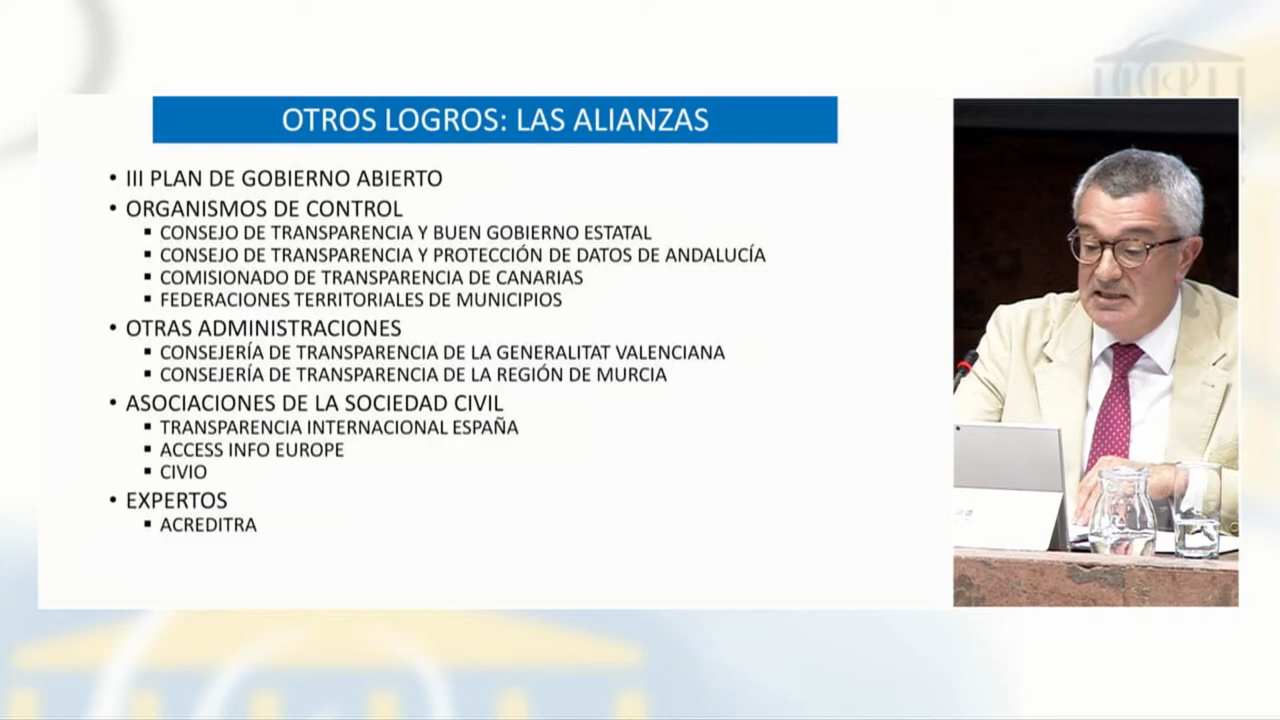 OTROS LOGROS: LAS ALIANZAS
• III PLAN DE GOBIERNO ABIERTO
• ORGANISMOS DE CONTROL
▪ CONSEJO DE TRANSPARENCIA Y BUEN GOBIERNO ESTATAL
▪ CONSEJO DE TRANSPARENCIA Y PROTECCIÓN DE DATOS DE ANDALUCÍA
▪ COMISIONADO DE TRANSPARENCIA DE CANARIAS
▪ FEDERACIONES TERRITORIALES DE MUNICIPIOS
• OTRAS ADMINISTRACIONES
▪ CONSEJERÍA DE TRANSPARENCIA DE LA GENERALITAT VALENCIANA
▪ CONSEJERÍA DE TRANSPARENCIA DE LA REGIÓN DE MURCIA
• ASOCIACIONES DE LA SOCIEDAD CIVIL
▪ TRANSPARENCIA INTERNACIONAL ESPAÑA
▪ ACCESS INFO EUROPE
▪ CIVIO
• EXPERTOS
▪ ACREDITRA